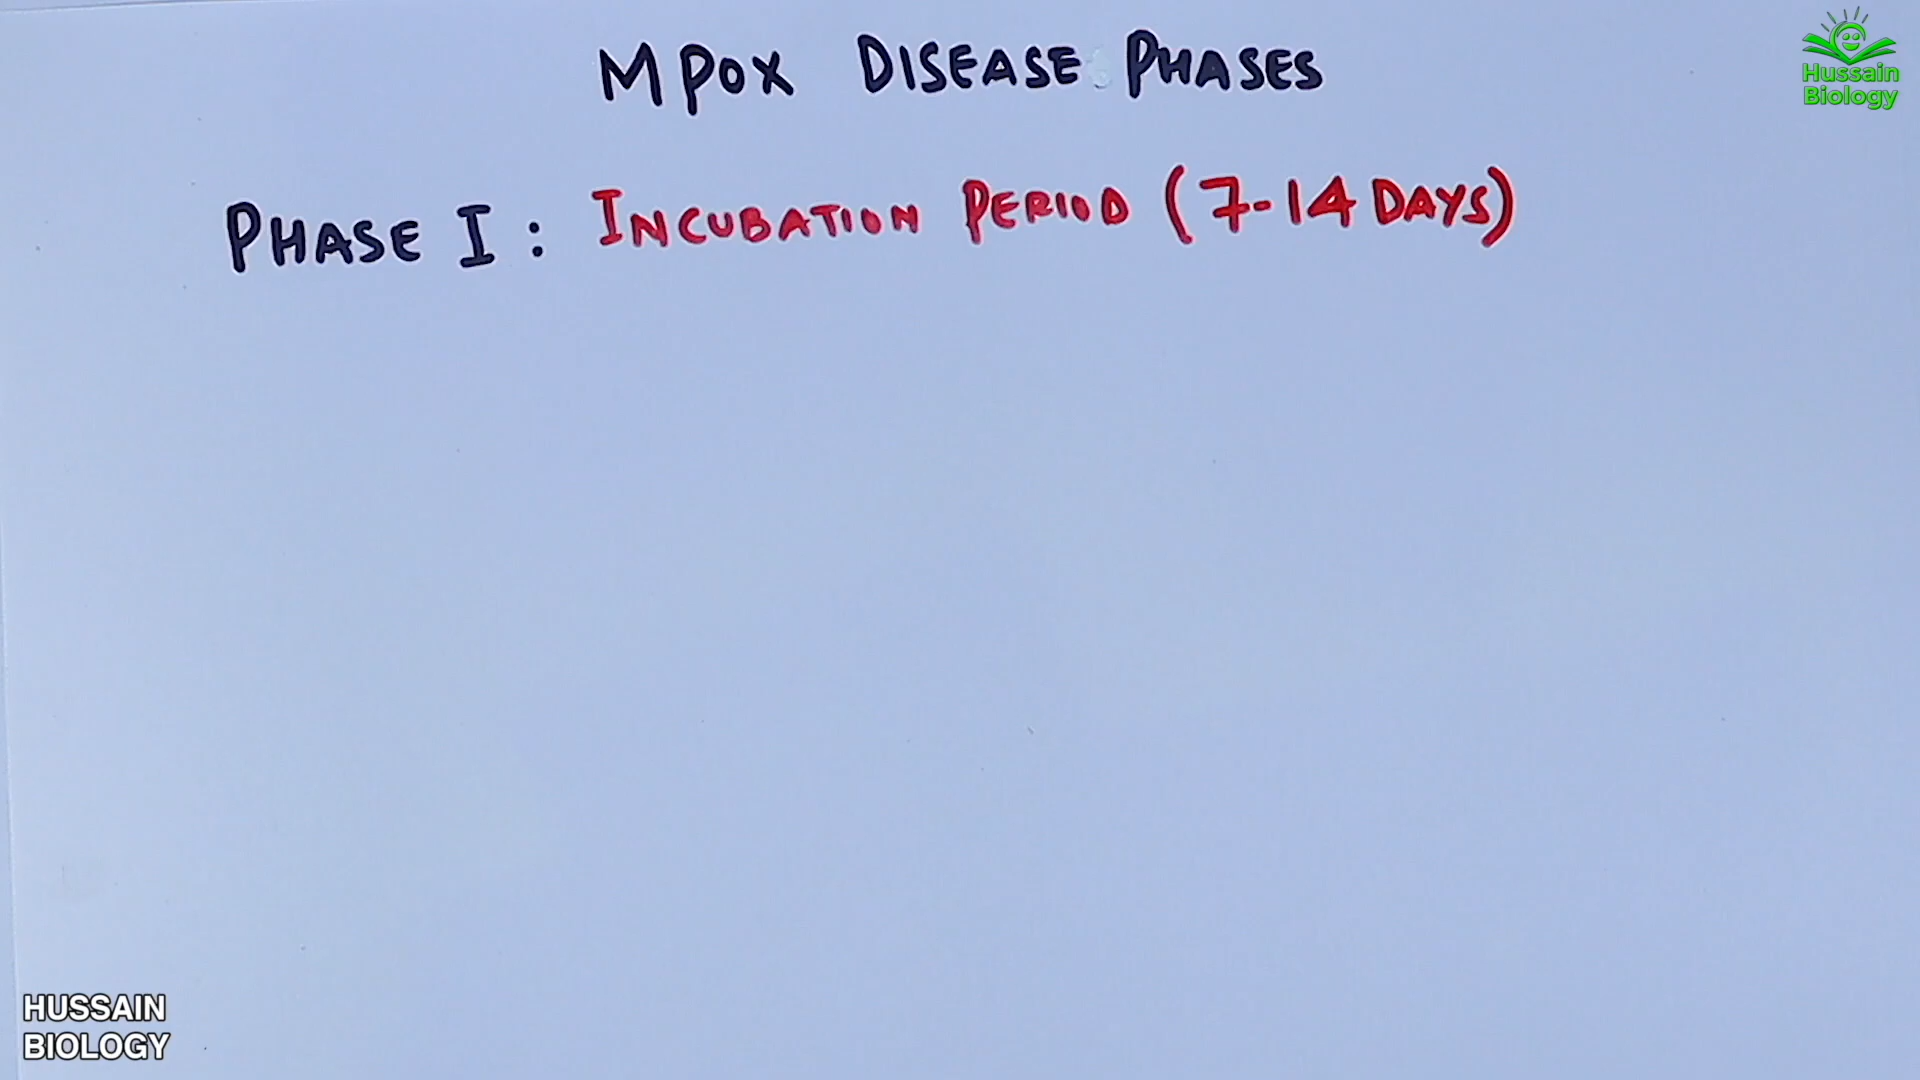 MPOX DISEASE PHASES
PHASE I : INCUBATION PERIOD (7-14 DAYS)
Hussain
Biology
HUSSAIN
BIOLOGY